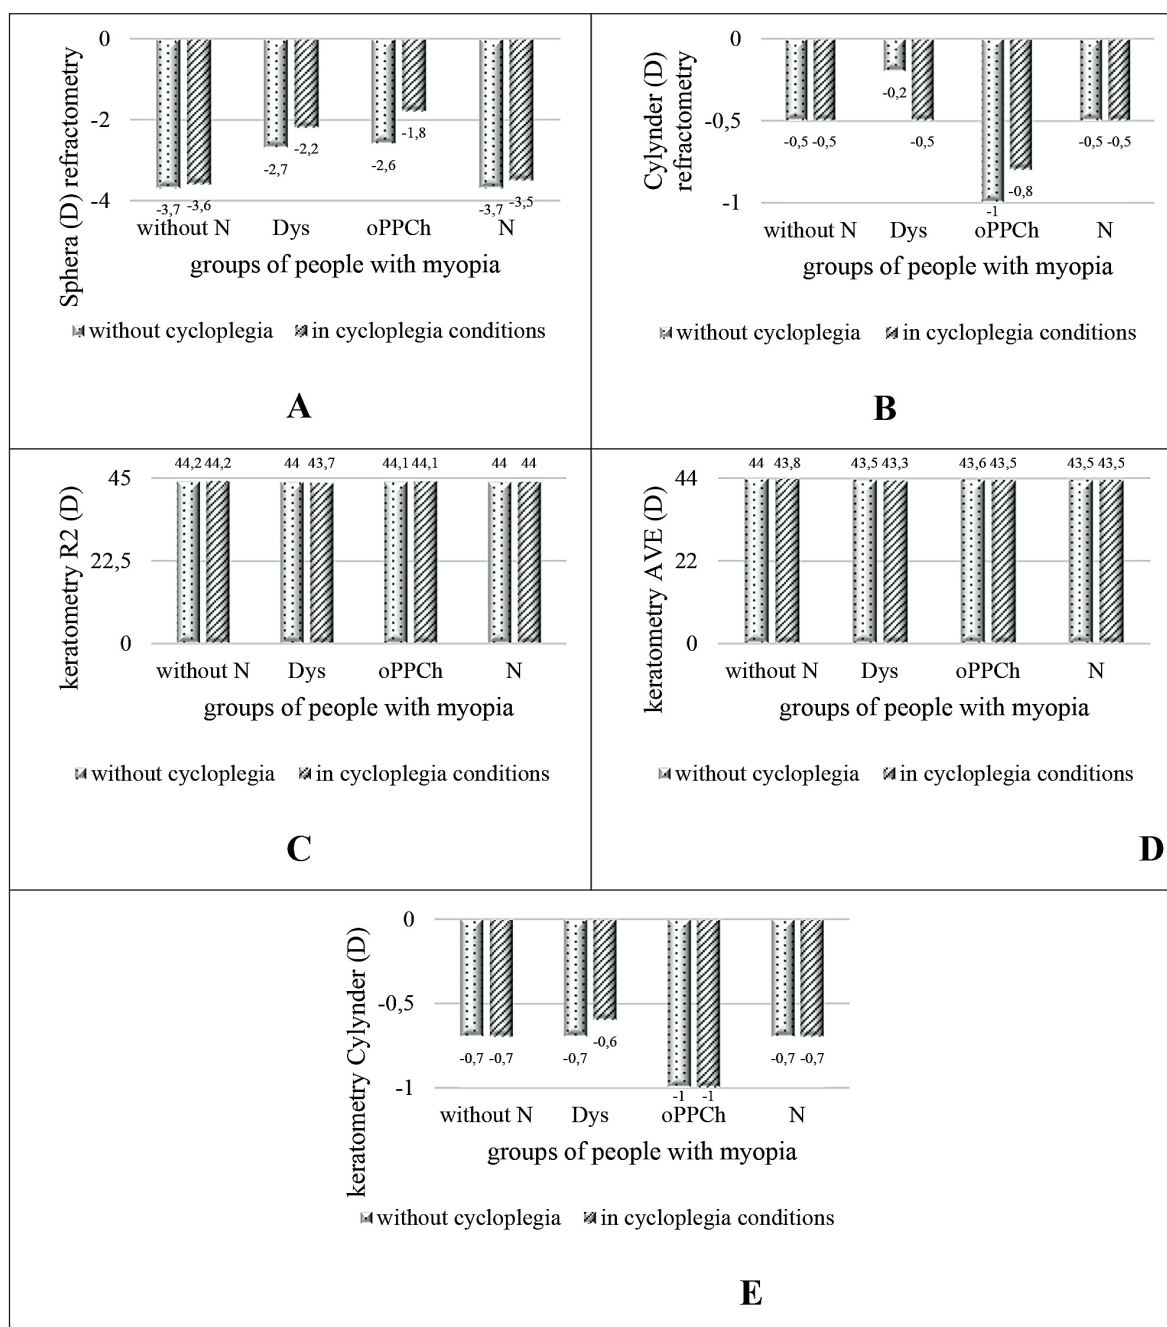 Sphera (D) refractometry
0
-2
-4
-3,7 -3,6
-2,7 -2,2
-2,6 -1,8
-3,7 -3,5
without N Dys oPPCh N
groups of people with myopia
without cycloplegia in cycloplegia conditions
A
Cylynder (D)
refractometry
0
-0,5
-1
-0,5 -0,5
-0,2 -0,5
-1 -0,8
-0,5 -0,5
without N Dys oPPCh N
groups of people with myopia
without cycloplegia in cycloplegia conditions
B
keratometry R2 (D)
44,2 44,2 44 43,7 44,1 44,1 44 44
45
22,5
0
without N Dys oPPCh N
groups of people with myopia
without cycloplegia in cycloplegia conditions
C
keratometry AVE (D)
44 43,8 43,5 43,3 43,6 43,5 43,5 43,5
44
22
0
without N Dys oPPCh N
groups of people with myopia
without cycloplegia in cycloplegia conditions
D
keratometry Cylynder (D)
0
-0,5
-1
-0,7 -0,7
-0,7 -0,6
-1 -1
-0,7 -0,7
without N Dys oPPCh N
groups of people with myopia
without cycloplegia in cycloplegia conditions
E